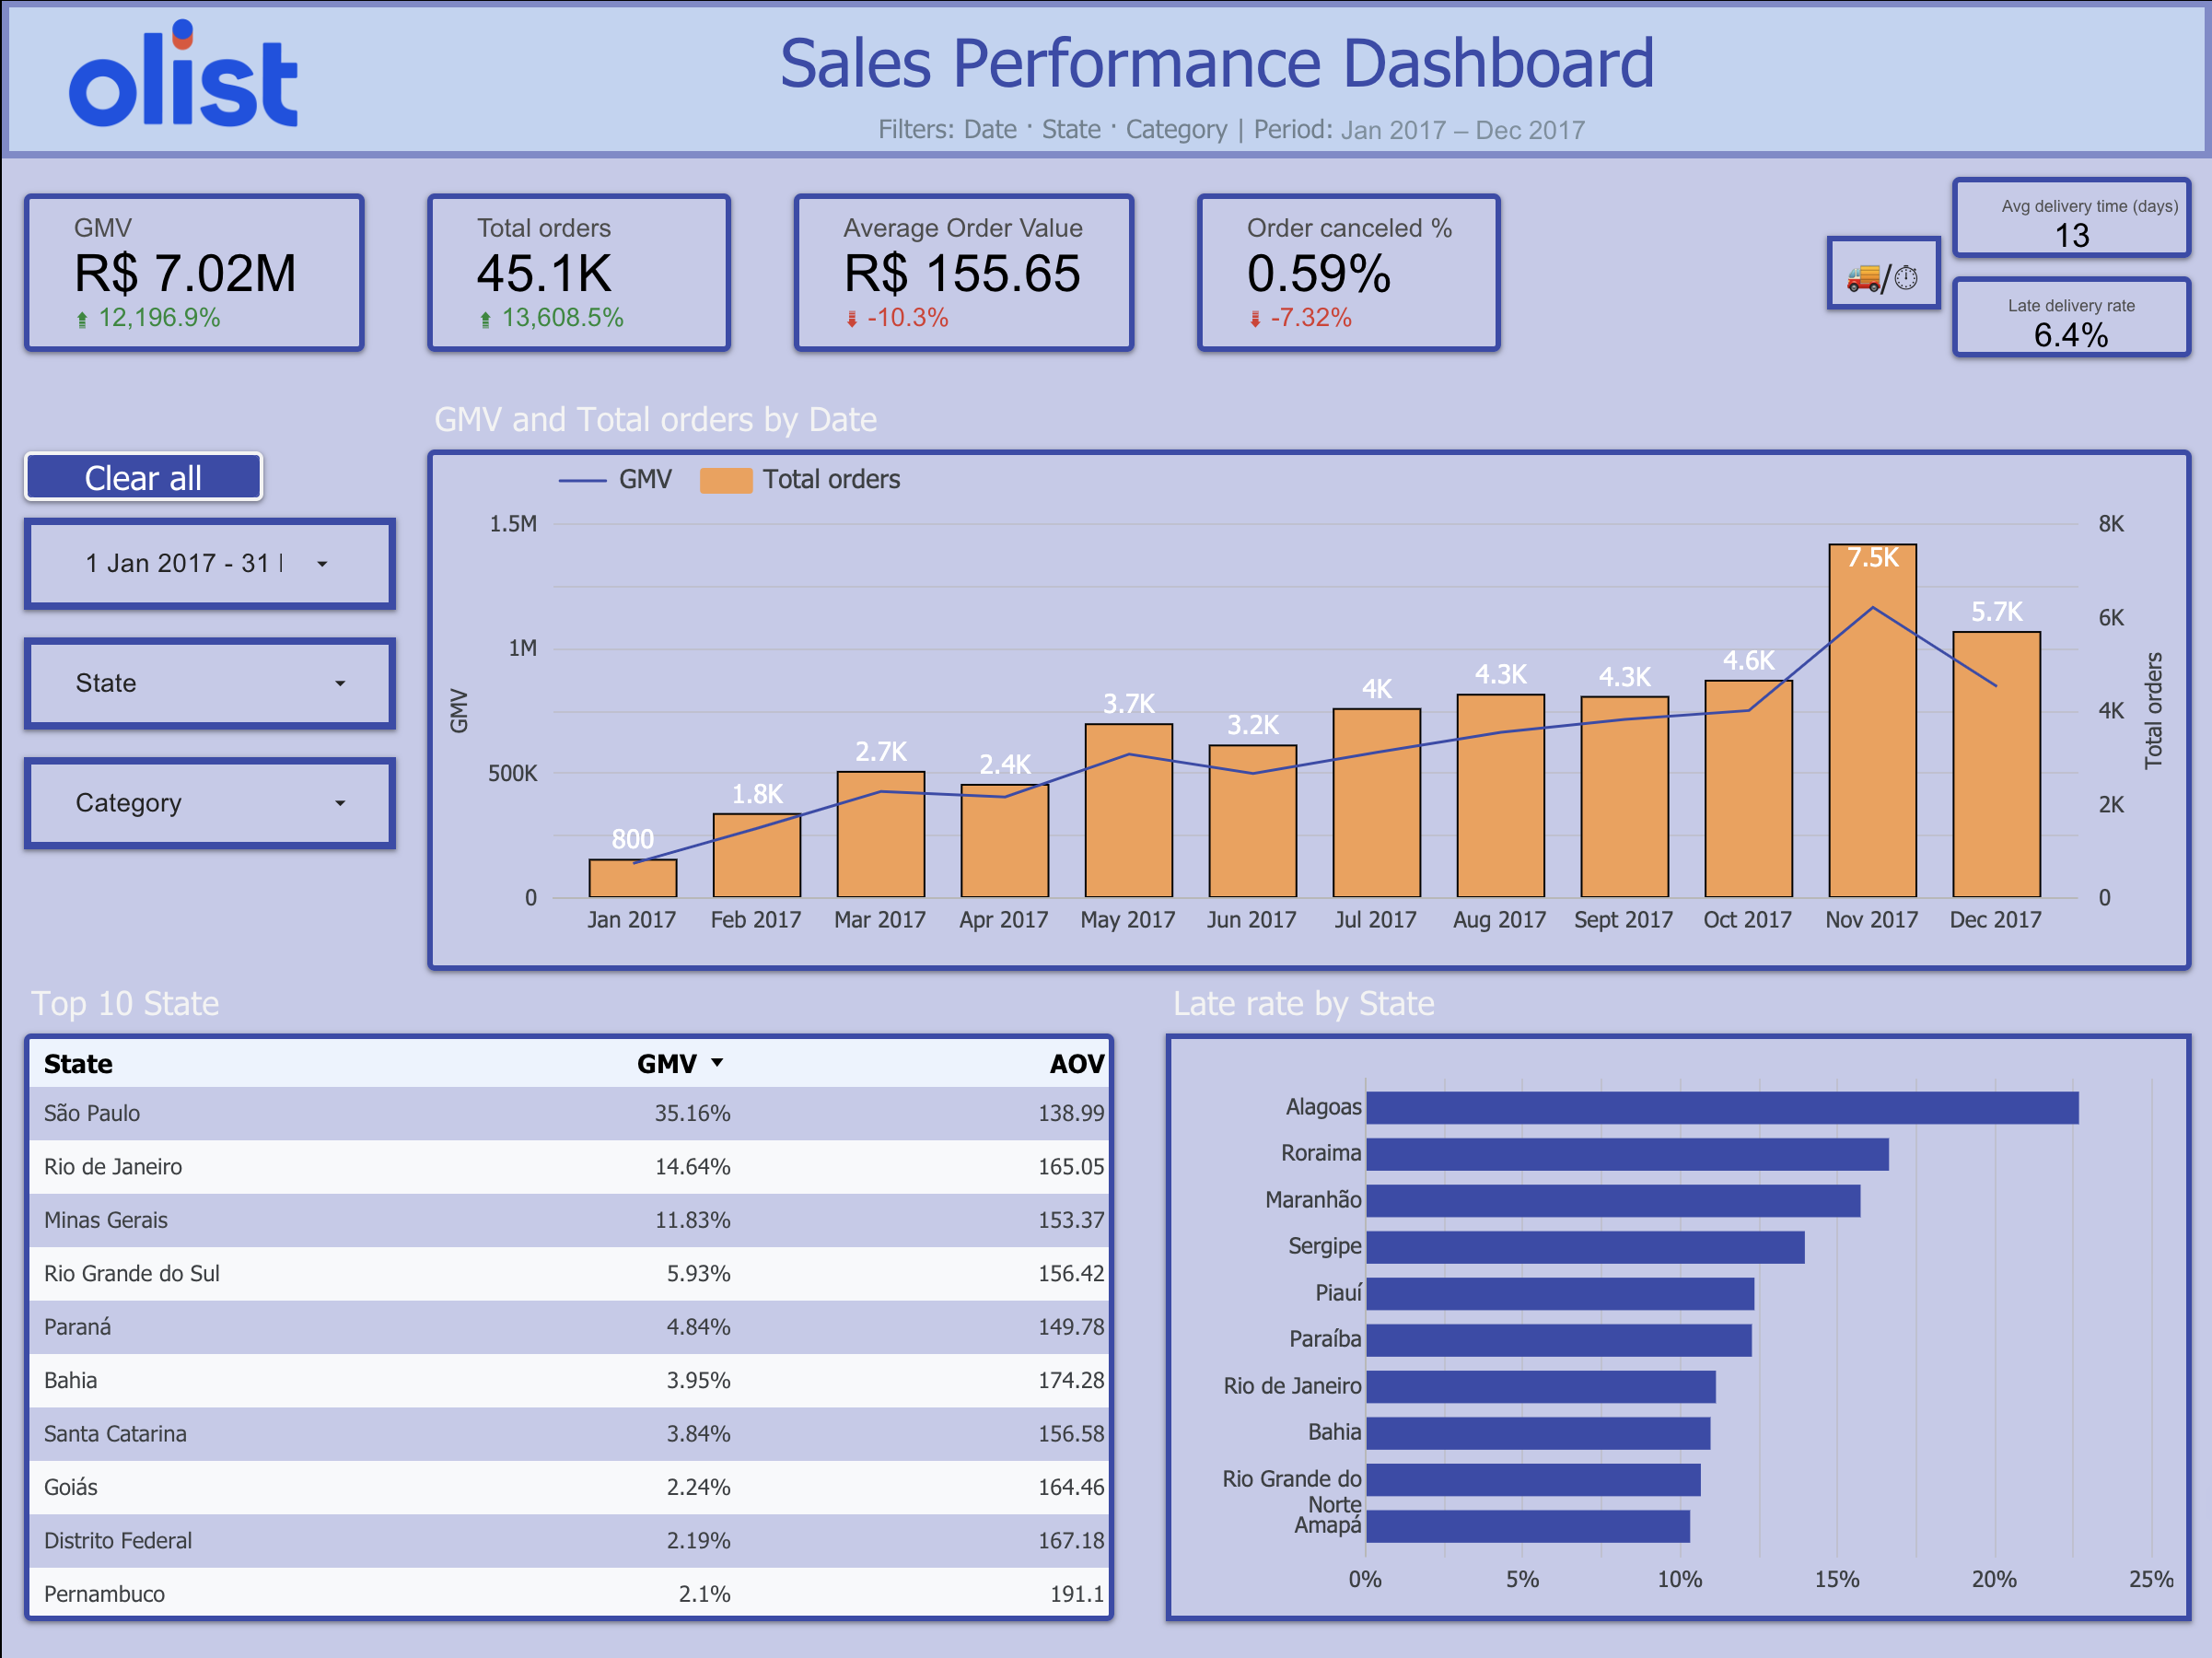 olist
Sales Performance Dashboard
Filters: Date · State · Category | Period: Jan 2017 – Dec 2017
GMV
R$ 7.02M
12,196.9%
Total orders
45.1K
13,608.5%
Average Order Value
R$ 155.65
-10.3%
Order canceled %
0.59%
-7.32%
/
Avg delivery time (days)
13
Late delivery rate
6.4%
Clear all
1 Jan 2017 - 31
State
Category
GMV and Total orders by Date
GMV Total orders
1.5M
1M
500K
0
GMV
8K
6K
4K
2K
0
Total orders
800
1.8K
2.7K
2.4K
3.7K
3.2K
4K
4.3K
4.3K
4.6K
7.5K
5.7K
Jan 2017 Feb 2017 Mar 2017 Apr 2017 May 2017 Jun 2017 Jul 2017 Aug 2017 Sept 2017 Oct 2017 Nov 2017 Dec 2017
Top 10 State
State GMV AOV
São Paulo 35.16% 138.99
Rio de Janeiro 14.64% 165.05
Minas Gerais 11.83% 153.37
Rio Grande do Sul 5.93% 156.42
Paraná 4.84% 149.78
Bahia 3.95% 174.28
Santa Catarina 3.84% 156.58
Goiás 2.24% 164.46
Distrito Federal 2.19% 167.18
Pernambuco 2.1% 191.1
Late rate by State
Alagoas
Roraima
Maranhão
Sergipe
Piauí
Paraíba
Rio de Janeiro
Bahia
Rio Grande do
Norte
Amapá
0% 5% 10% 15% 20% 25%